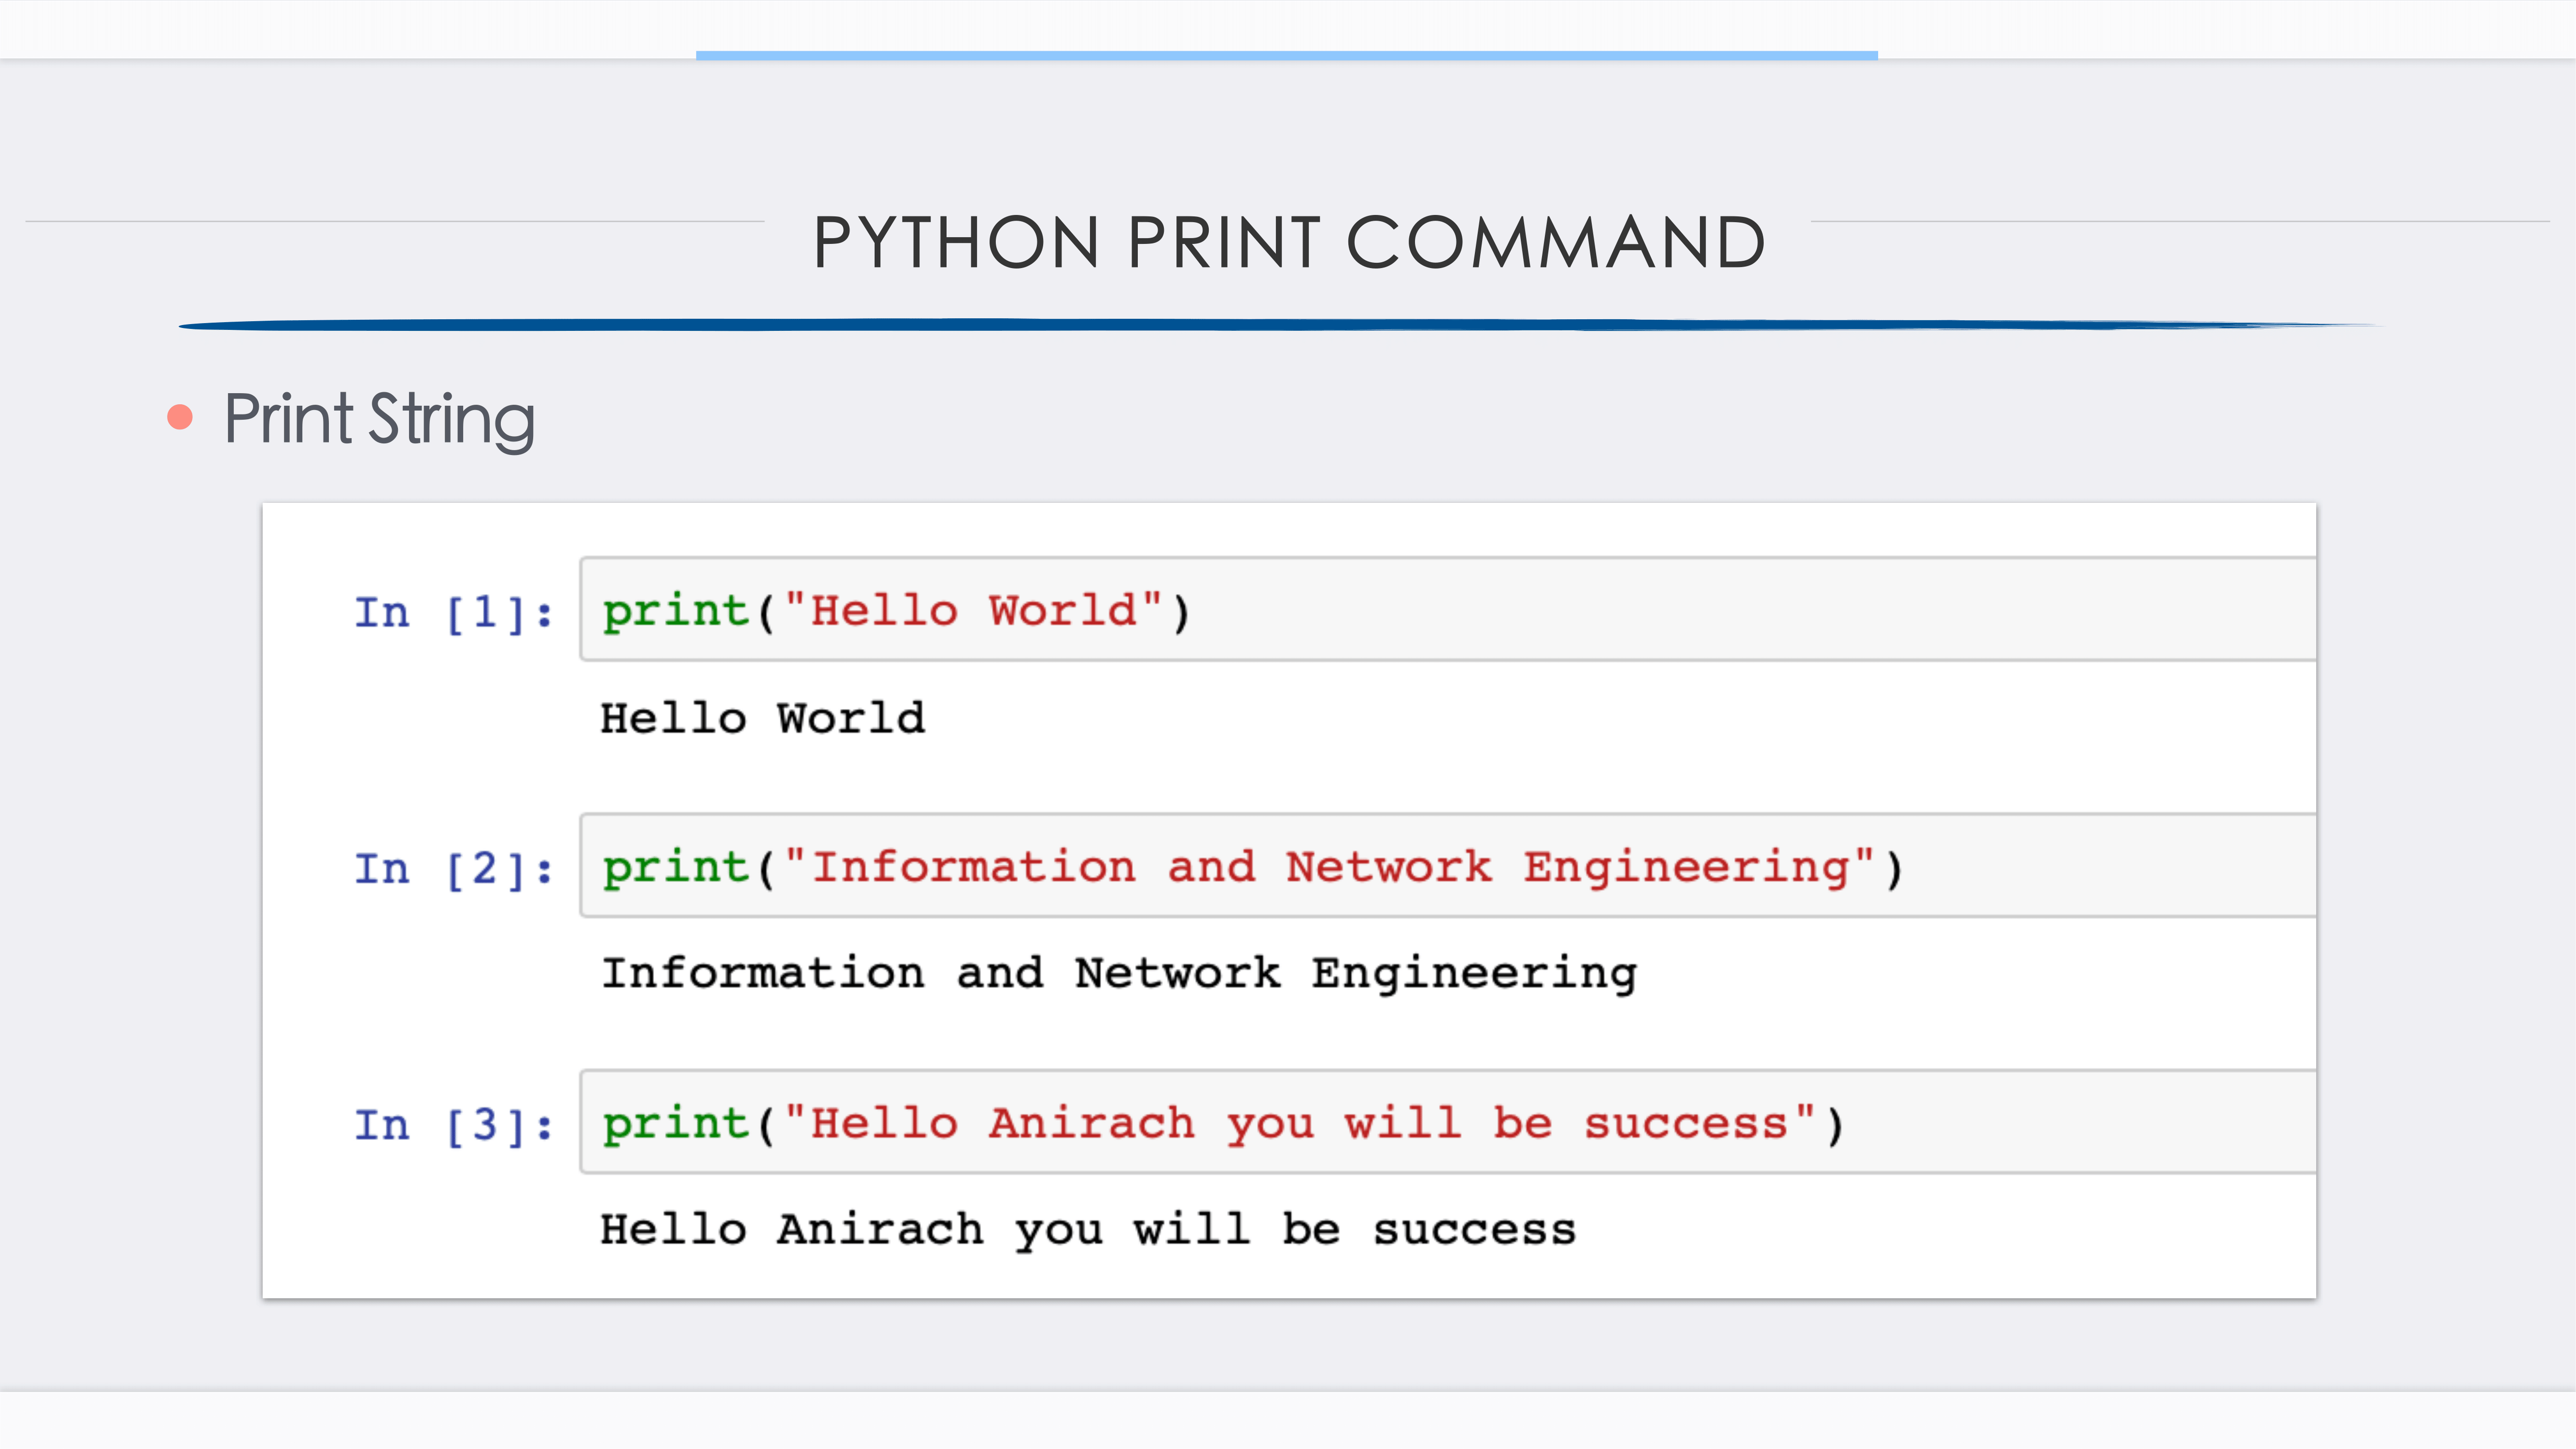 PYTHON PRINT COMMAND
Print String
In [1]: print("Hello World")
Hello World
In [2]: print("Information and Network Engineering")
Information and Network Engineering
In [3]: print("Hello Anirach you will be success")
Hello Anirach you will be success